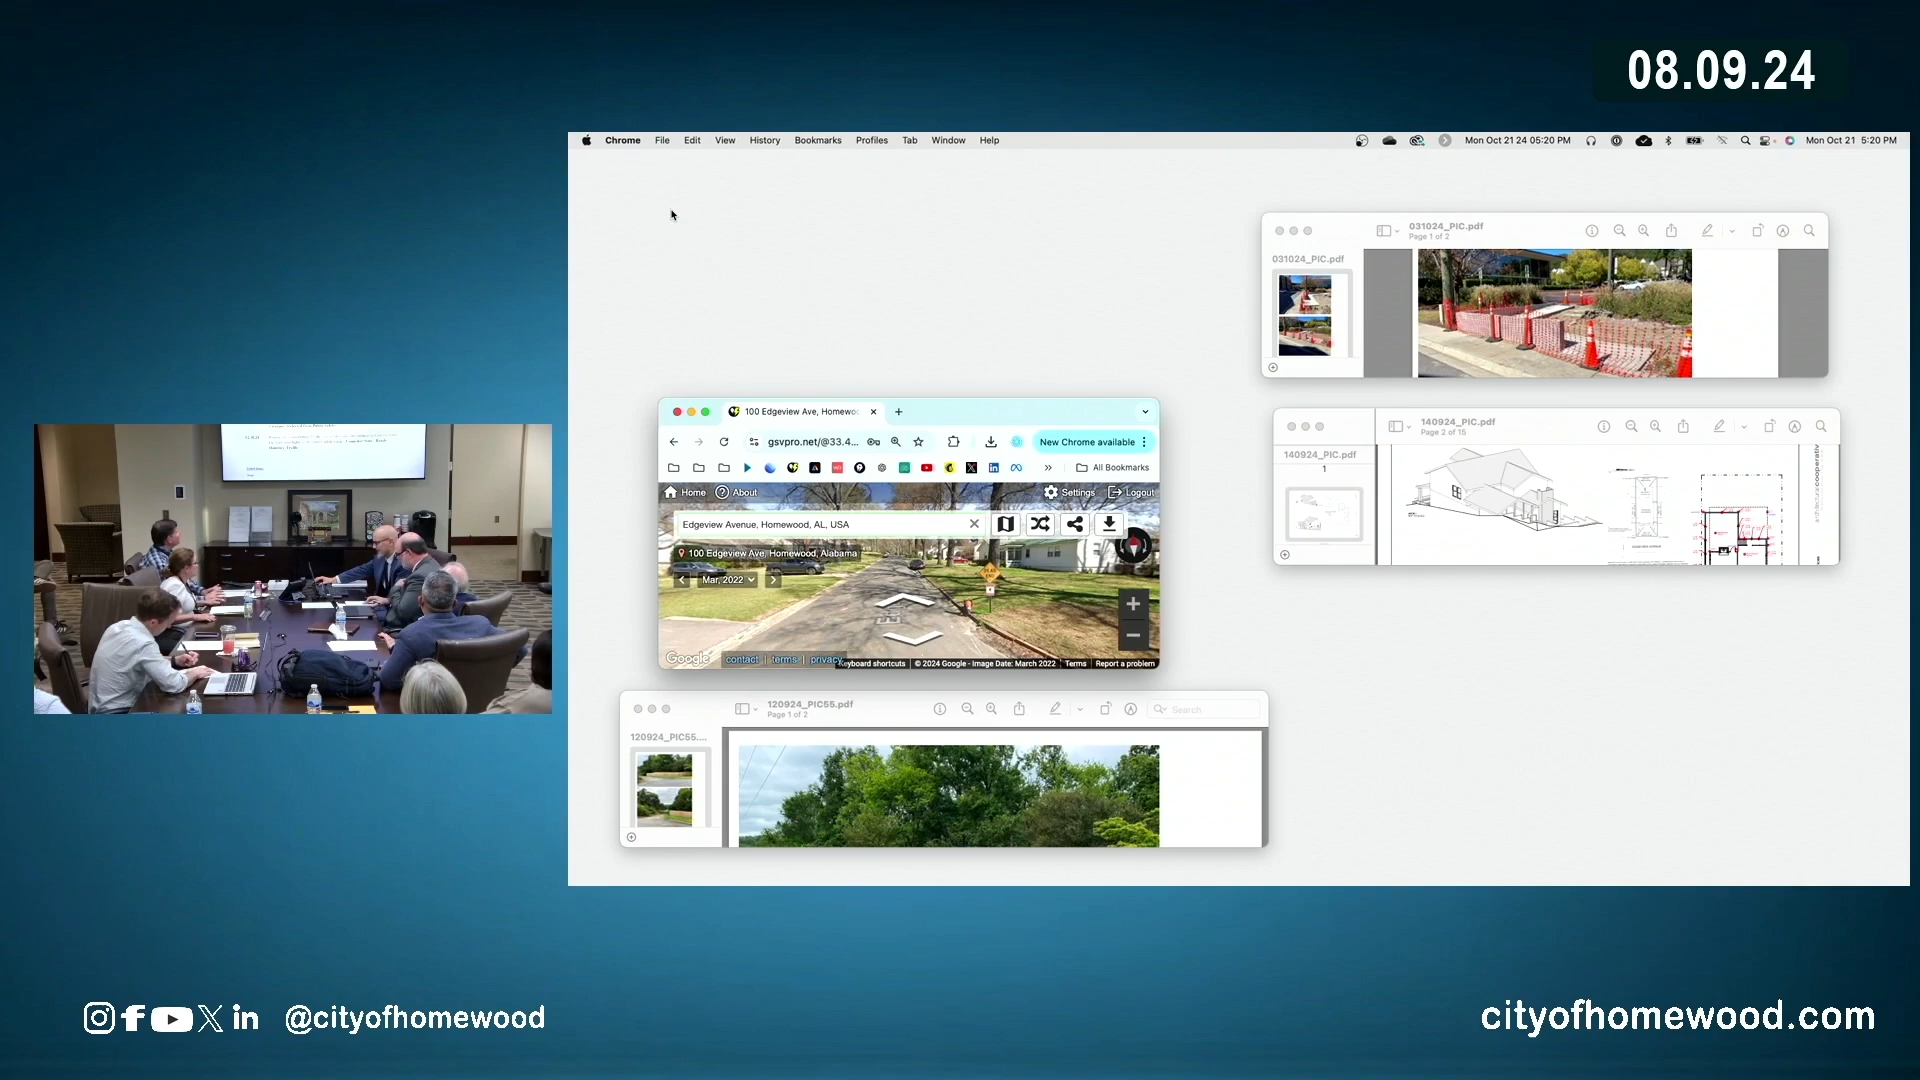 08.09.24
Chrome File Edit View History Bookmarks Profiles Tab Window Help
Mon Oct 21 24 05:20 PM
Mon Oct 21 5:20 PM
031024_PIC.pdf
Page 1 of 2
031024_PIC.pdf
100 Edgeview Ave, Homewo
gsvpro.net/@33.4...
New Chrome available
All Bookmarks
Home About
Settings Logout
Edgeview Avenue, Homewood, AL, USA
100 Edgeview Ave, Homewood, Alabama
Mar, 2022
Google
contact | terms | privacy
Keyboard shortcuts
© 2024 Google - Image Date: March 2022
Terms
Report a problem
140924_PIC.pdf
Page 2 of 15
140924_PIC.pdf
1
120924_PIC55.pdf
Page 1 of 2
Search
120924_PIC55....
@cityofhomewood
cityofhomewood.com